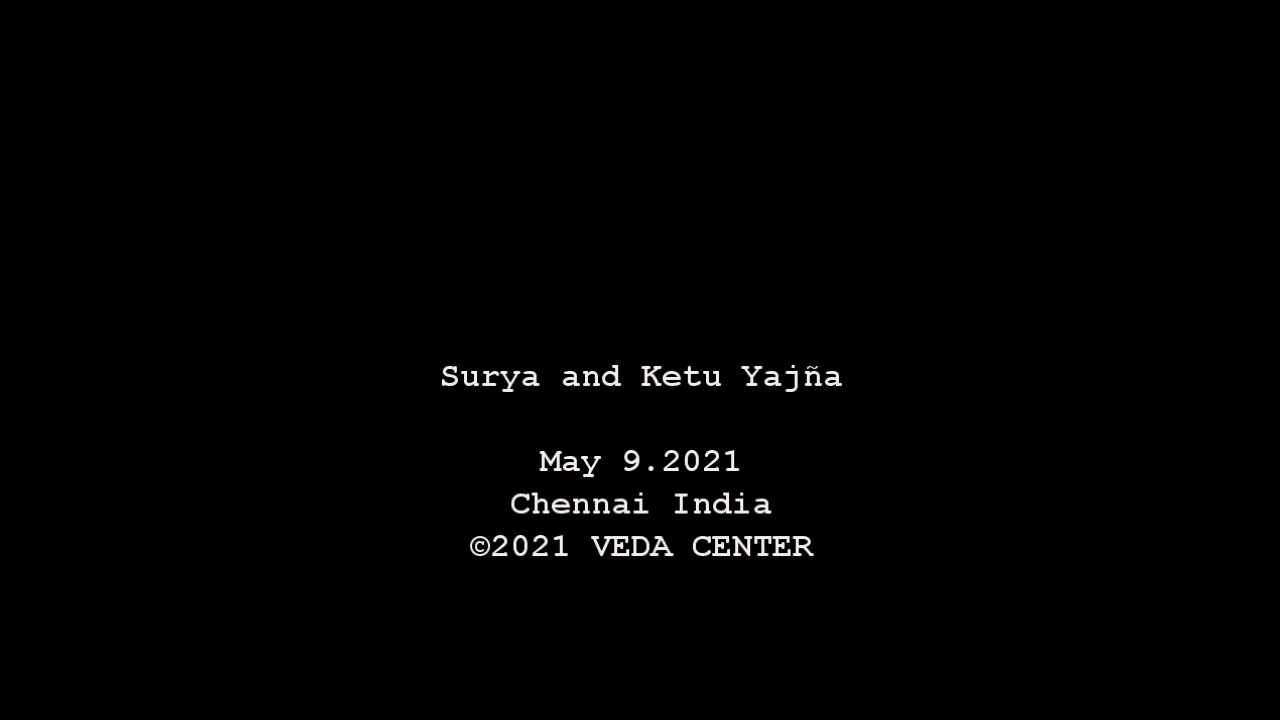 Surya and Ketu Yajña
May 9.2021
Chennai India
©2021 VEDA CENTER